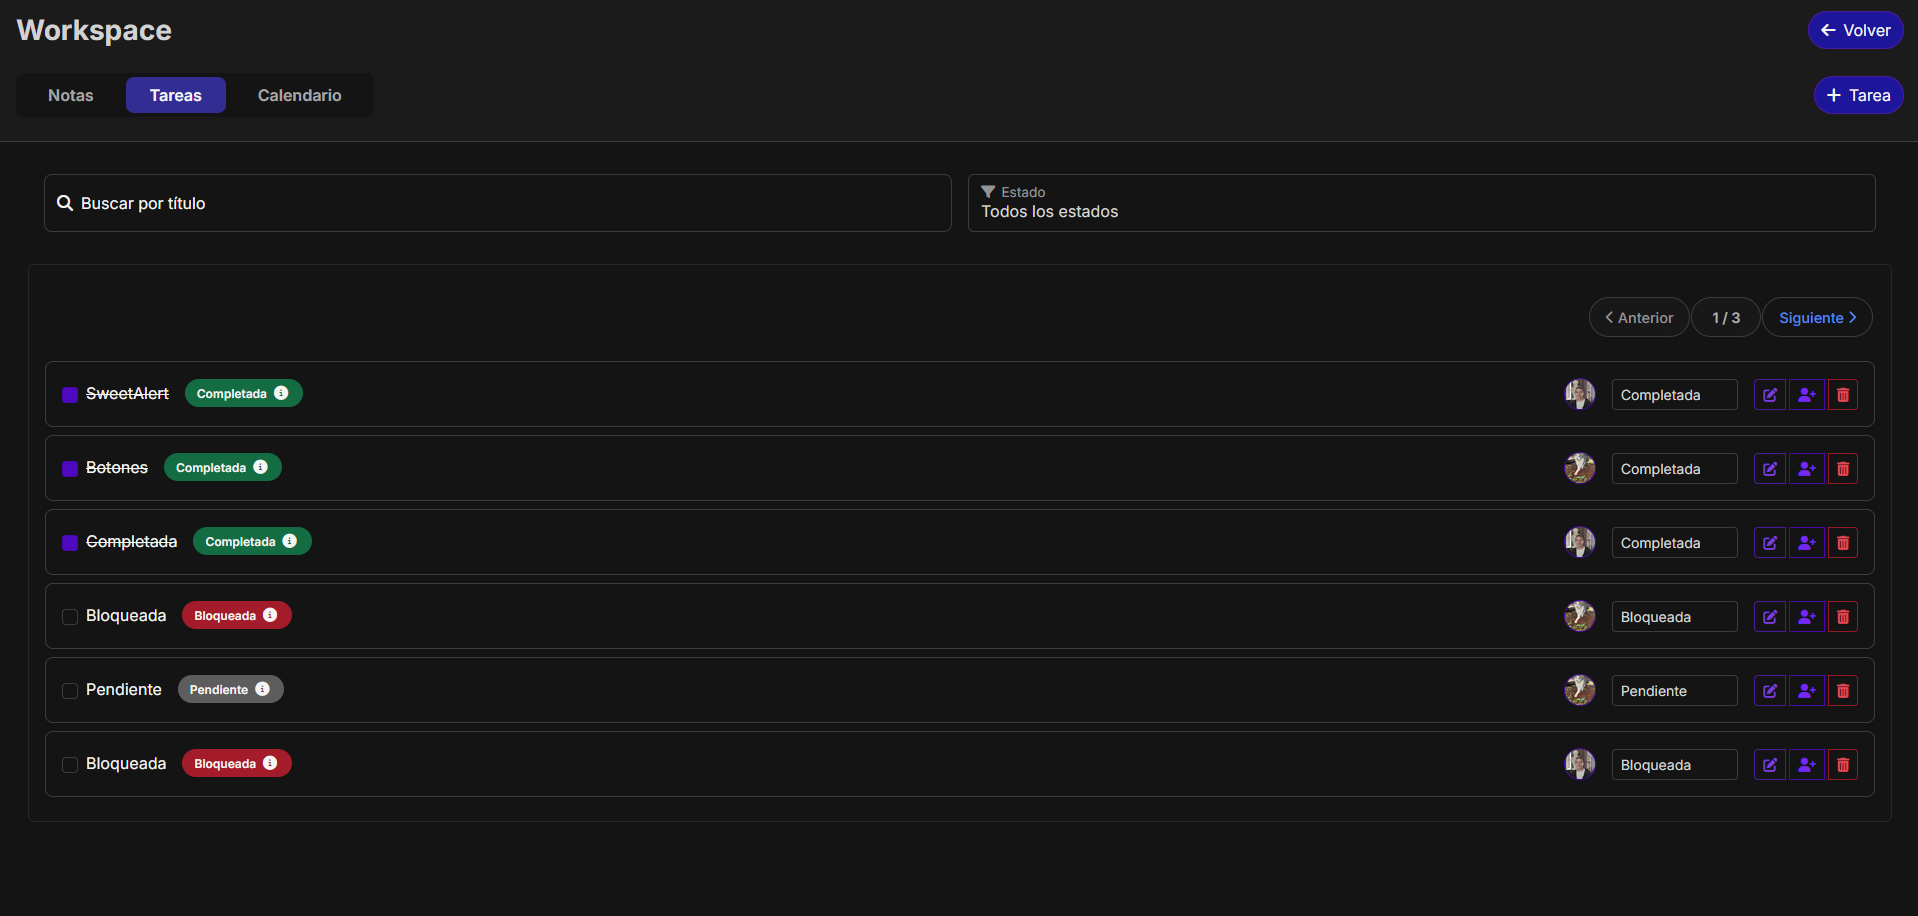 Workspace
Volver
Notas
Tareas
Calendario
Tarea
Buscar por título
Estado
Todos los estados
Anterior
1 / 3
Siguiente
SweetAlert Completada Completada
Botones Completada Completada
Completada Completada Completada
Bloqueada Bloqueada Bloqueada
Pendiente Pendiente Pendiente
Bloqueada Bloqueada Bloqueada